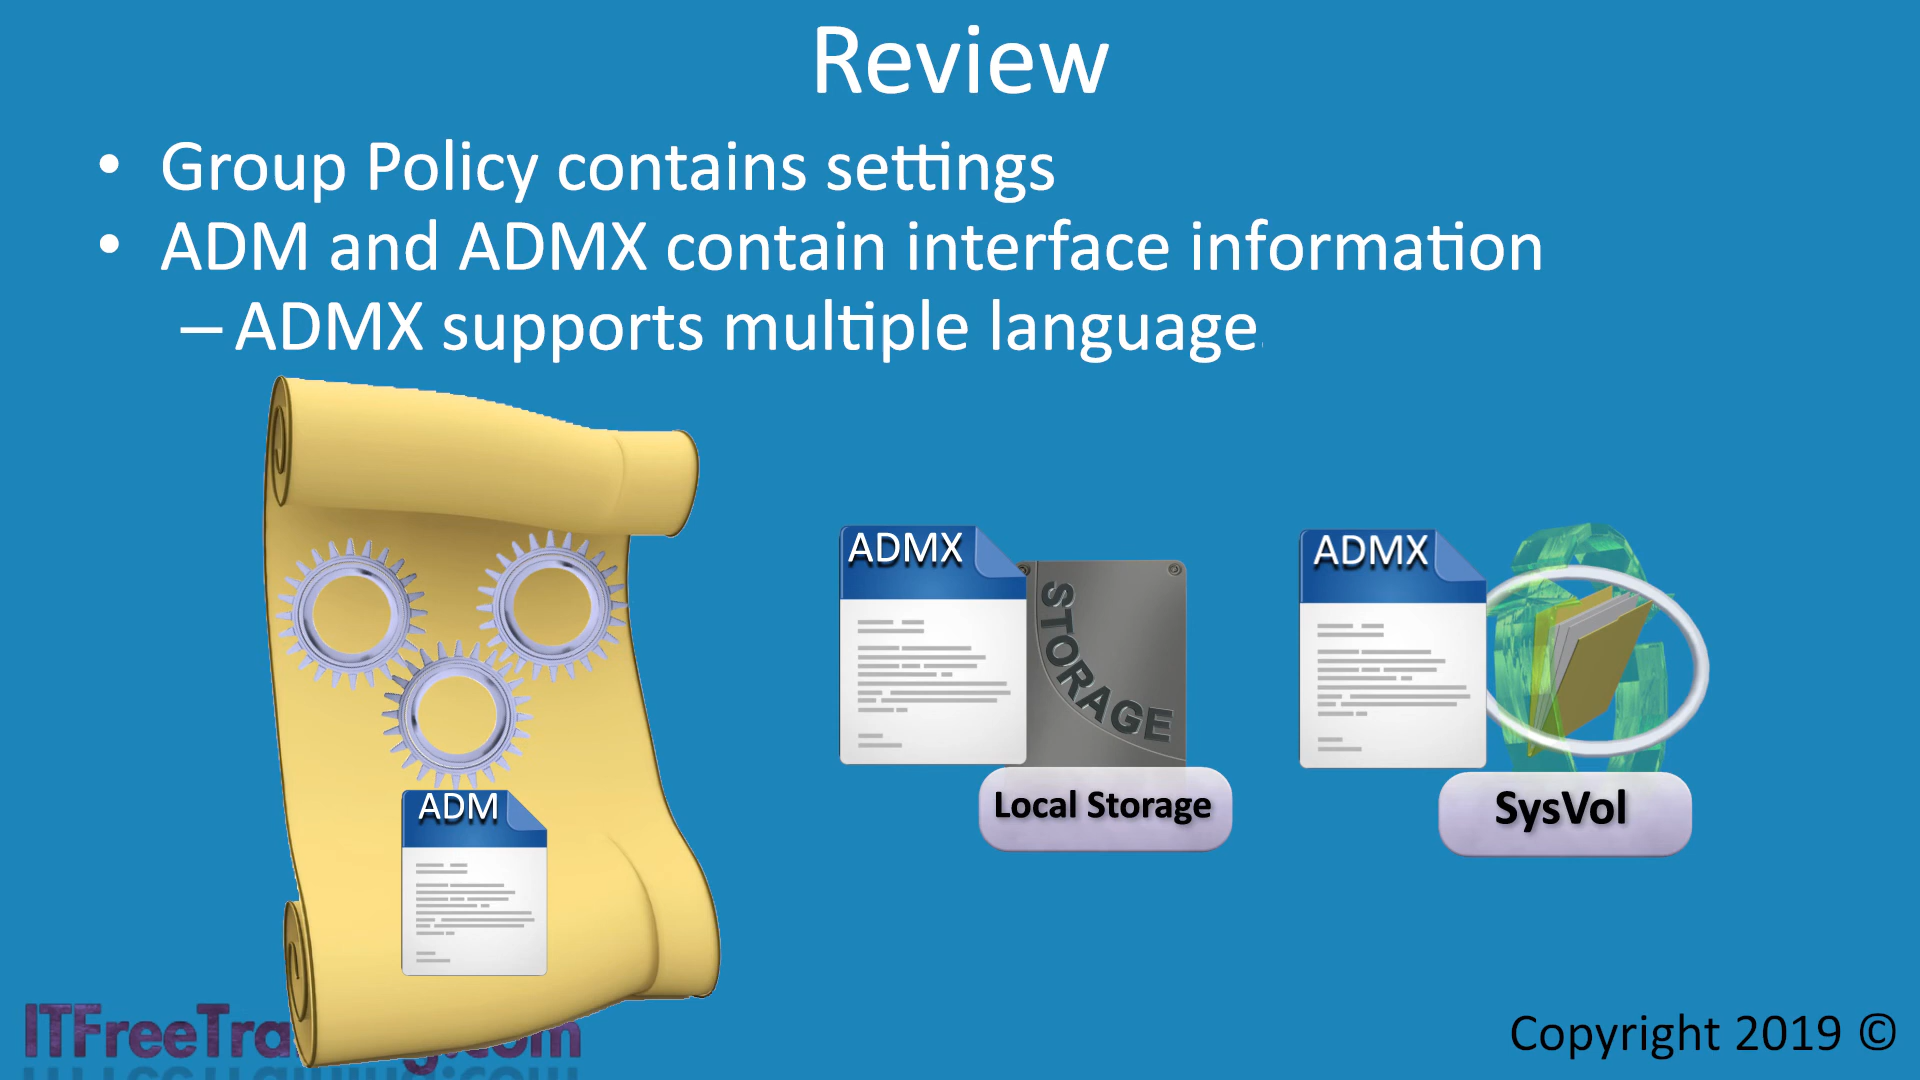 Review
• Group Policy contains settings
• ADM and ADMX contain interface information
– ADMX supports multiple language
ADMX
STORAGE
Local Storage
ADMX
SysVol
ADM
Copyright 2019 ©